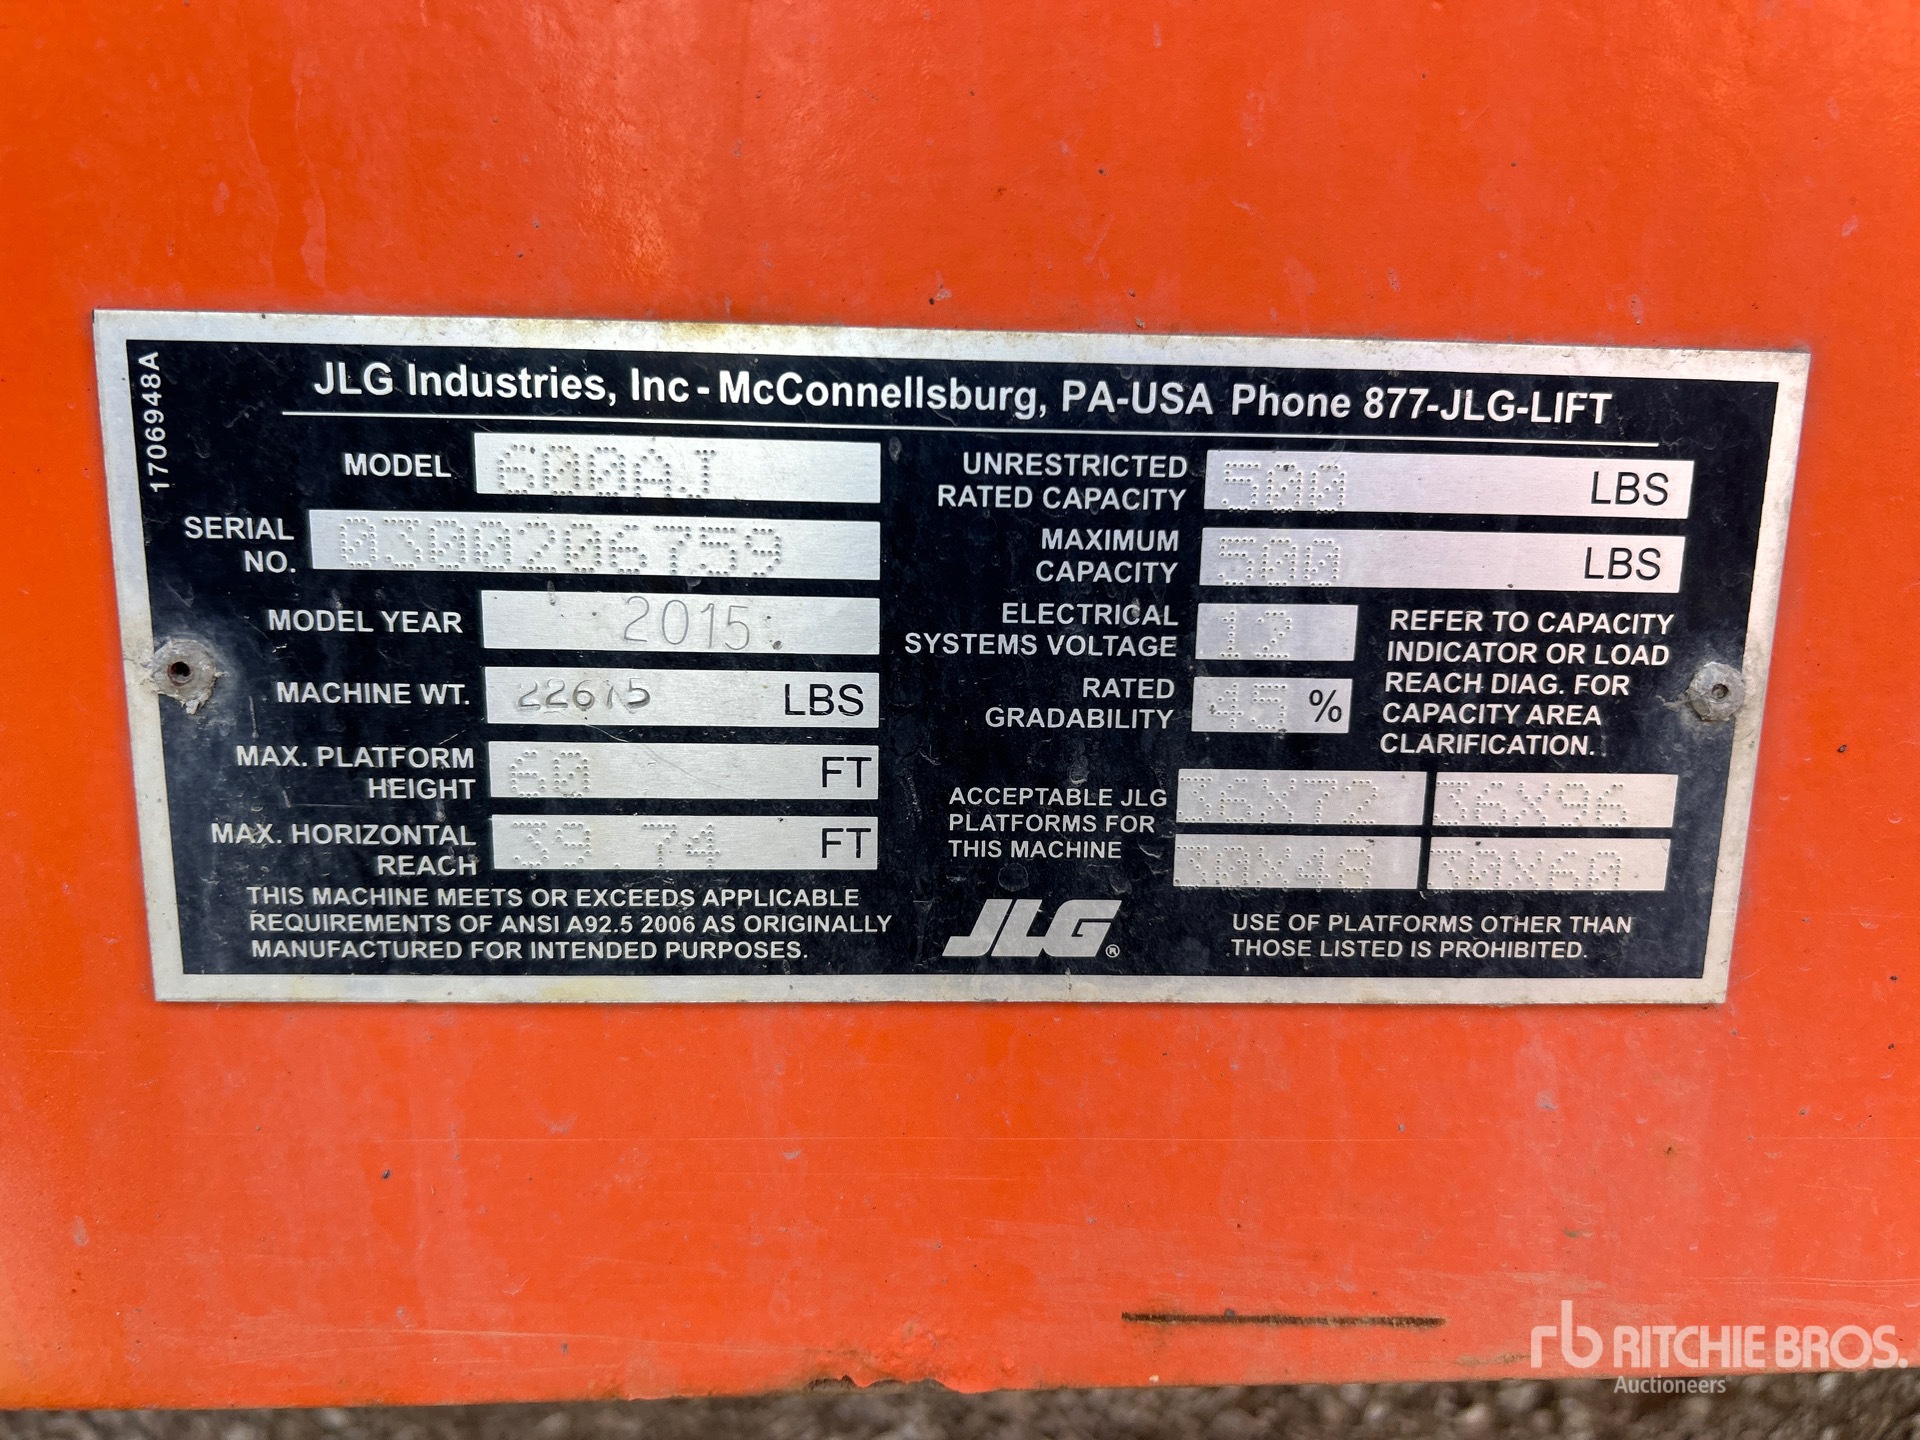 1706948A
JLG Industries, Inc - McConnellsburg, PA-USA Phone 877-JLG-LIFT
MODEL 600AJ
SERIAL NO. 0300206759
MODEL YEAR 2015
MACHINE WT. 22615 LBS
MAX. PLATFORM HEIGHT 60 FT
MAX. HORIZONTAL REACH 39.74 FT
THIS MACHINE MEETS OR EXCEEDS APPLICABLE
REQUIREMENTS OF ANSI A92.5 2006 AS ORIGINALLY
MANUFACTURED FOR INTENDED PURPOSES.
UNRESTRICTED RATED CAPACITY 500 LBS
MAXIMUM CAPACITY 500 LBS
ELECTRICAL SYSTEMS VOLTAGE 12
RATED GRADABILITY 45 %
REFER TO CAPACITY
INDICATOR OR LOAD
REACH DIAG. FOR
CAPACITY AREA
CLARIFICATION.
ACCEPTABLE JLG
PLATFORMS FOR
THIS MACHINE
36X72 36X96
30X48 30X60
JLG®
USE OF PLATFORMS OTHER THAN
THOSE LISTED IS PROHIBITED.
rb RITCHIE BROS.
Auctioneers